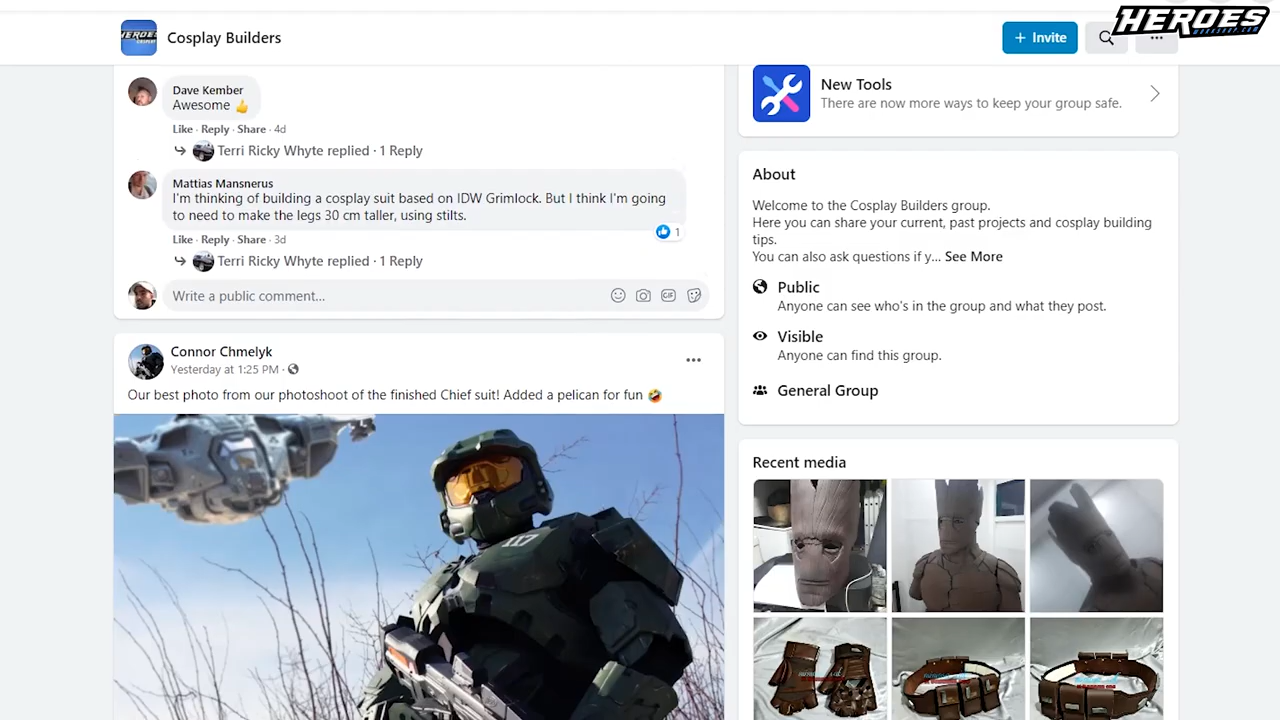 HEROES
WORKSHOP.COM
Cosplay Builders
+ Invite
Dave Kember
Awesome 👍
Like · Reply · Share · 4d
Terri Ricky Whyte replied · 1 Reply
Mattias Mansnerus
I'm thinking of building a cosplay suit based on IDW Grimlock. But I think I'm going
to need to make the legs 30 cm taller, using stilts.
1
Like · Reply · Share · 3d
Terri Ricky Whyte replied · 1 Reply
Write a public comment...
GIF
Connor Chmelyk
Yesterday at 1:25 PM ·
Our best photo from our photoshoot of the finished Chief suit! Added a pelican for fun 🤣
117
New Tools
There are now more ways to keep your group safe.
About
Welcome to the Cosplay Builders group.
Here you can share your current, past projects and cosplay building
tips.
You can also ask questions if y... See More
Public
Anyone can see who's in the group and what they post.
Visible
Anyone can find this group.
General Group
Recent media